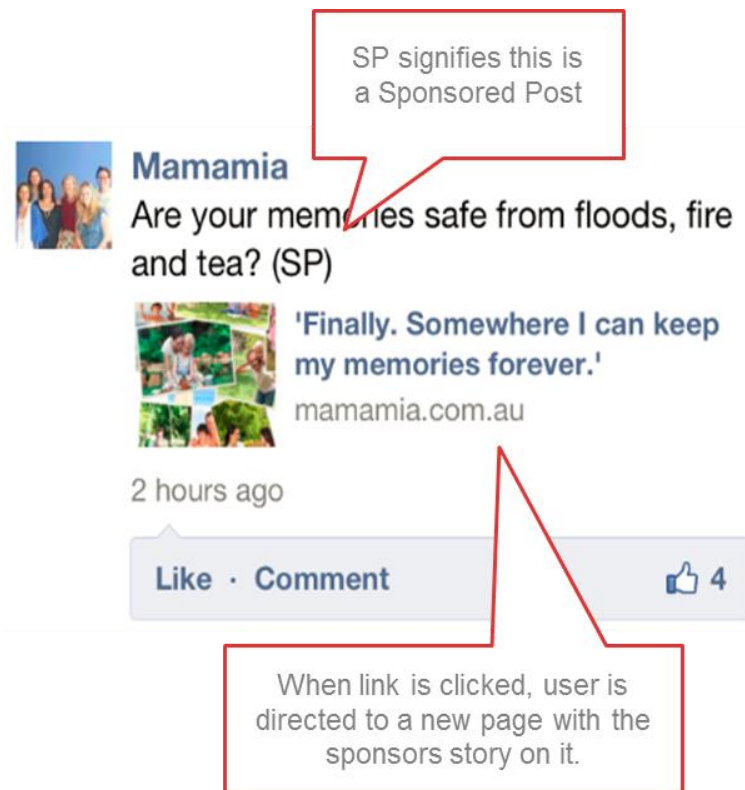 SP signifies this is
a Sponsored Post
Mamamia
Are your memories safe from floods, fire
and tea? (SP)
'Finally. Somewhere I can keep
my memories forever.'
mamamia.com.au
2 hours ago
Like · Comment
4
When link is clicked, user is
directed to a new page with the
sponsors story on it.